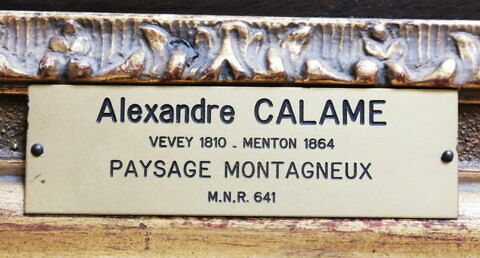 Alexandre CALAME
VEVEY 1810 - MENTON 1864
PAYSAGE MONTAGNEUX
M.N.R. 641